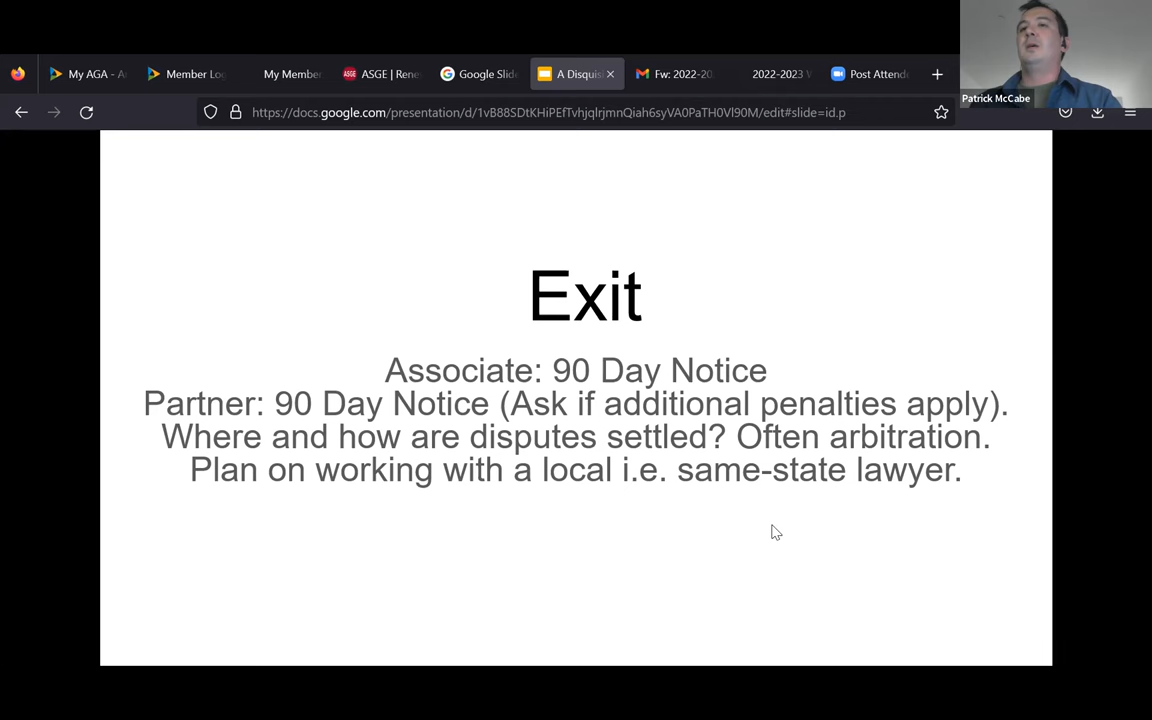 My AGA - A
Member Lo
My Member
ASGE | Rene
Google Slid
A Disquis
Fw: 2022-20
2022-2023 W
Post Attende
Patrick McCabe
https://docs.google.com/presentation/d/1vB88SDtKHiPEfTvhjqlrjmnQiah6syVA0PaTH0Vl90M/edit#slide=id.p
Exit
Associate: 90 Day Notice
Partner: 90 Day Notice (Ask if additional penalties apply).
Where and how are disputes settled? Often arbitration.
Plan on working with a local i.e. same-state lawyer.